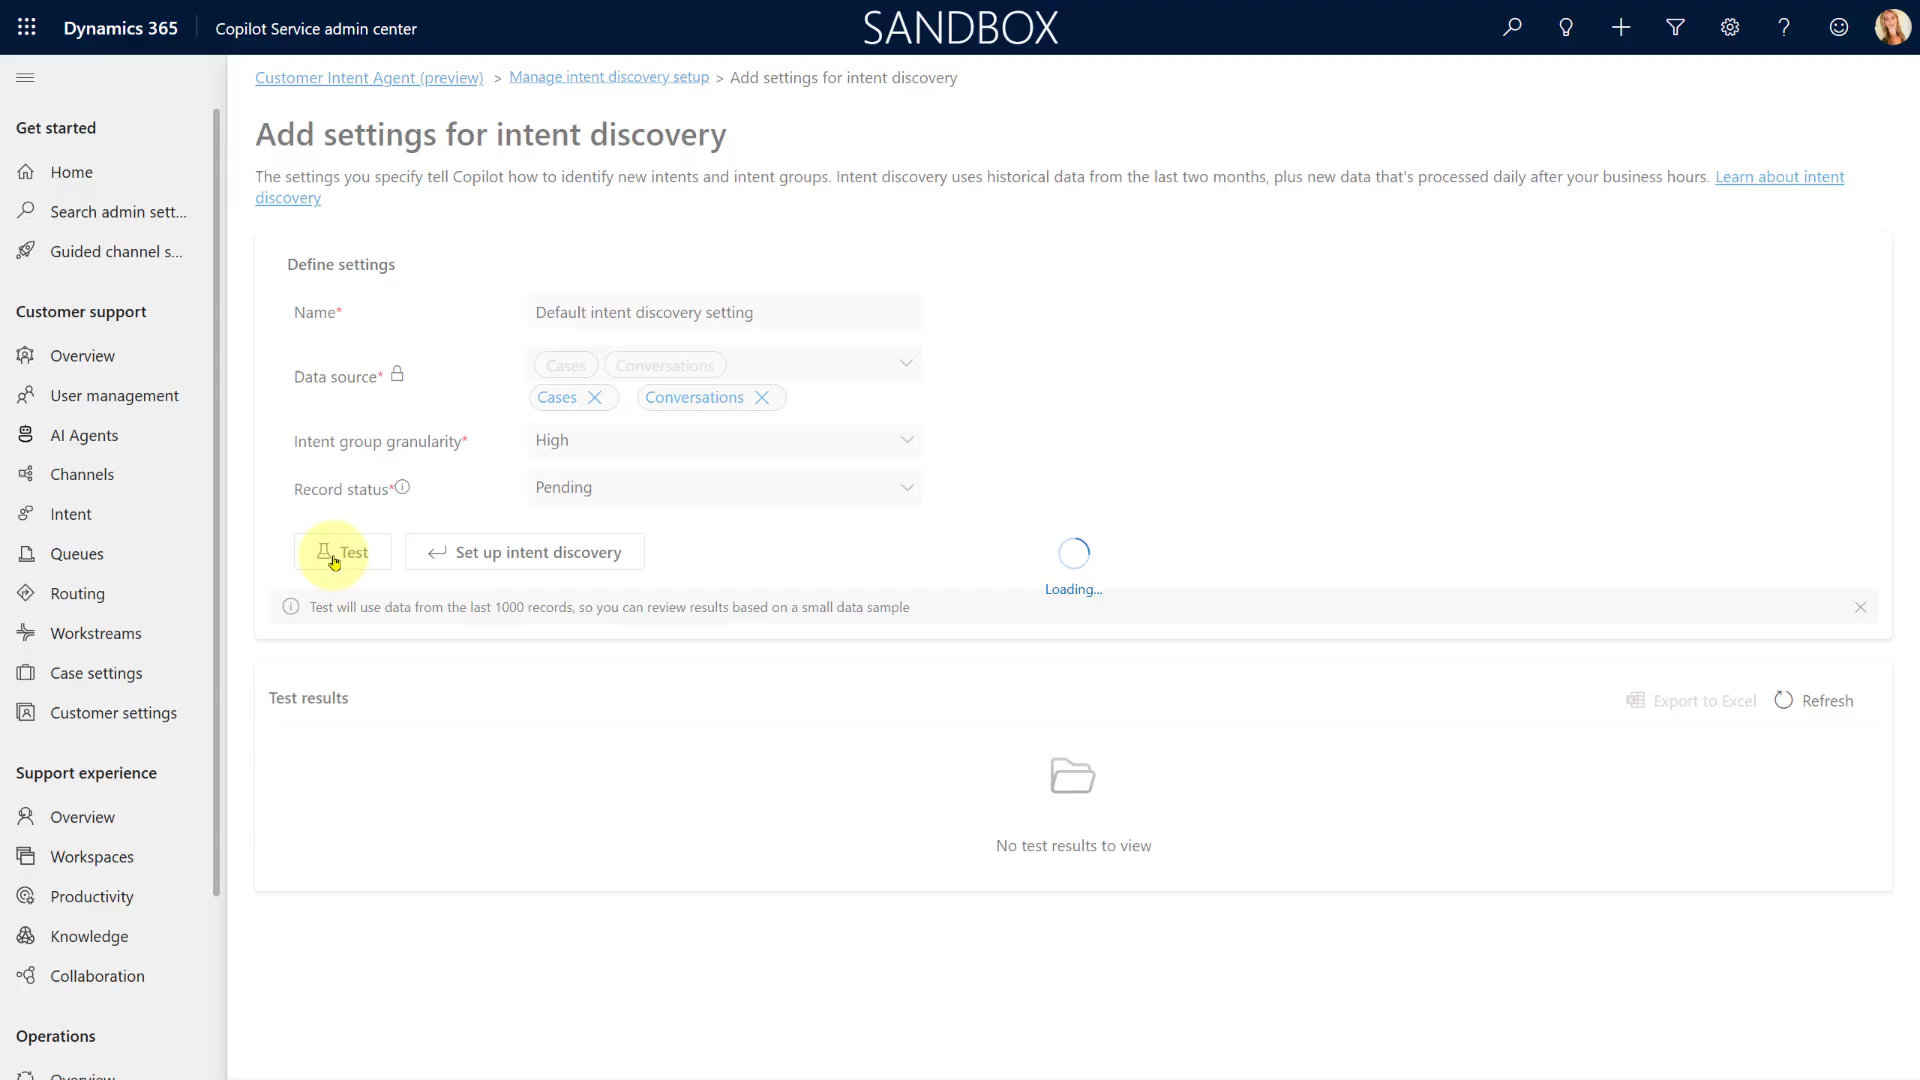 Dynamics 365
Copilot Service admin center
SANDBOX
Customer Intent Agent (preview) > Manage intent discovery setup > Add settings for intent discovery
Add settings for intent discovery
The settings you specify tell Copilot how to identify new intents and intent groups. Intent discovery uses historical data from the last two months, plus new data that's processed daily after your business hours. Learn about intent
discovery
Get started
Home
Search admin sett...
Guided channel s...
Customer support
Overview
User management
AI Agents
Channels
Intent
Queues
Routing
Workstreams
Case settings
Customer settings
Support experience
Overview
Workspaces
Productivity
Knowledge
Collaboration
Operations
Overview
Define settings
Name*
Default intent discovery setting
Data source*
Cases Conversations
Cases Conversations
Intent group granularity*
High
Record status*
Pending
Test
Set up intent discovery
Loading...
Test will use data from the last 1000 records, so you can review results based on a small data sample
Test results
Export to Excel
Refresh
No test results to view